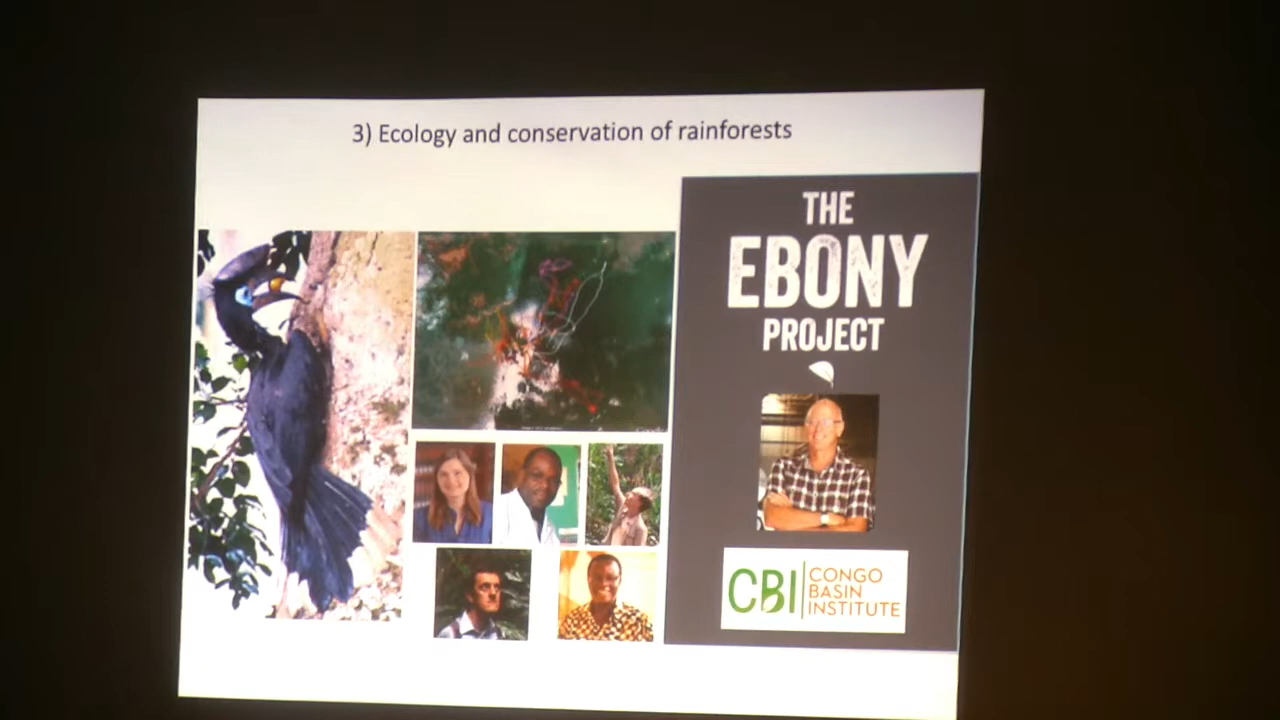 3) Ecology and conservation of rainforests
THE
EBONY
PROJECT
CBI CONGO
BASIN
INSTITUTE